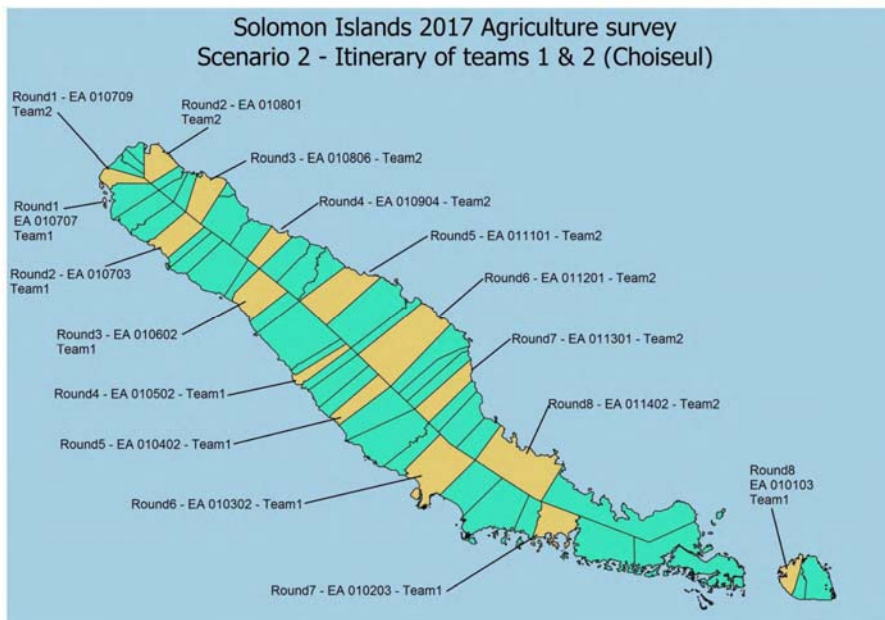 Solomon Islands 2017 Agriculture survey
Scenario 2 - Itinerary of teams 1 & 2 (Choiseul)
Round1 - EA 010709
Team2
Round2 - EA 010801
Team2
Round3 - EA 010806 - Team2
Round4 - EA 010904 - Team2
Round5 - EA 011101 - Team2
Round6 - EA 011201 - Team2
Round7 - EA 011301 - Team2
Round8 - EA 011402 - Team2
Round1
EA 010707
Team1
Round2 - EA 010703
Team1
Round3 - EA 010602
Team1
Round4 - EA 010502 - Team1
Round5 - EA 010402 - Team1
Round6 - EA 010302 - Team1
Round7 - EA 010203 - Team1
Round8
EA 010103
Team1